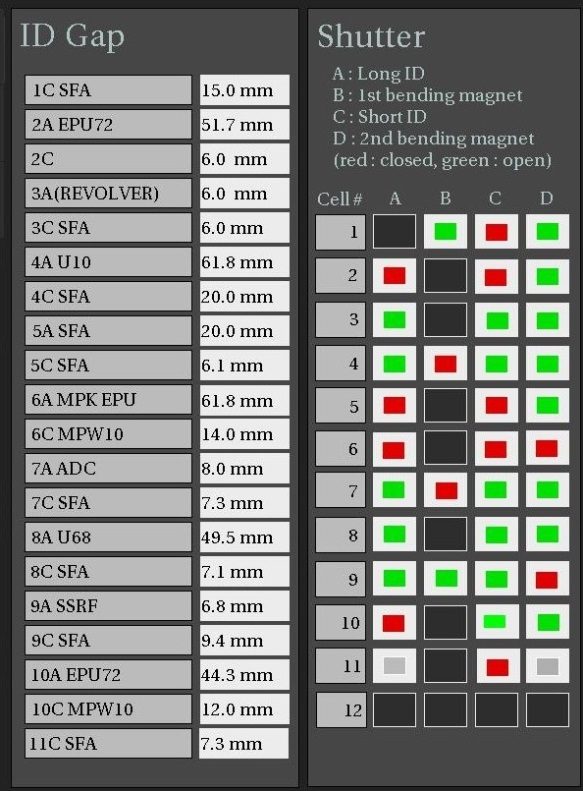 ID Gap
1C SFA 15.0 mm
2A EPU72 51.7 mm
2C 6.0 mm
3A(REVOLVER) 6.0 mm
3C SFA 6.0 mm
4A U10 61.8 mm
4C SFA 20.0 mm
5A SFA 20.0 mm
5C SFA 6.1 mm
6A MPK EPU 61.8 mm
6C MPW10 14.0 mm
7A ADC 8.0 mm
7C SFA 7.3 mm
8A U68 49.5 mm
8C SFA 7.1 mm
9A SSRF 6.8 mm
9C SFA 9.4 mm
10A EPU72 44.3 mm
10C MPW10 12.0 mm
11C SFA 7.3 mm
Shutter
A : Long ID
B : 1st bending magnet
C : Short ID
D : 2nd bending magnet
(red : closed, green : open)
Cell # A B C D
1
2
3
4
5
6
7
8
9
10
11
12